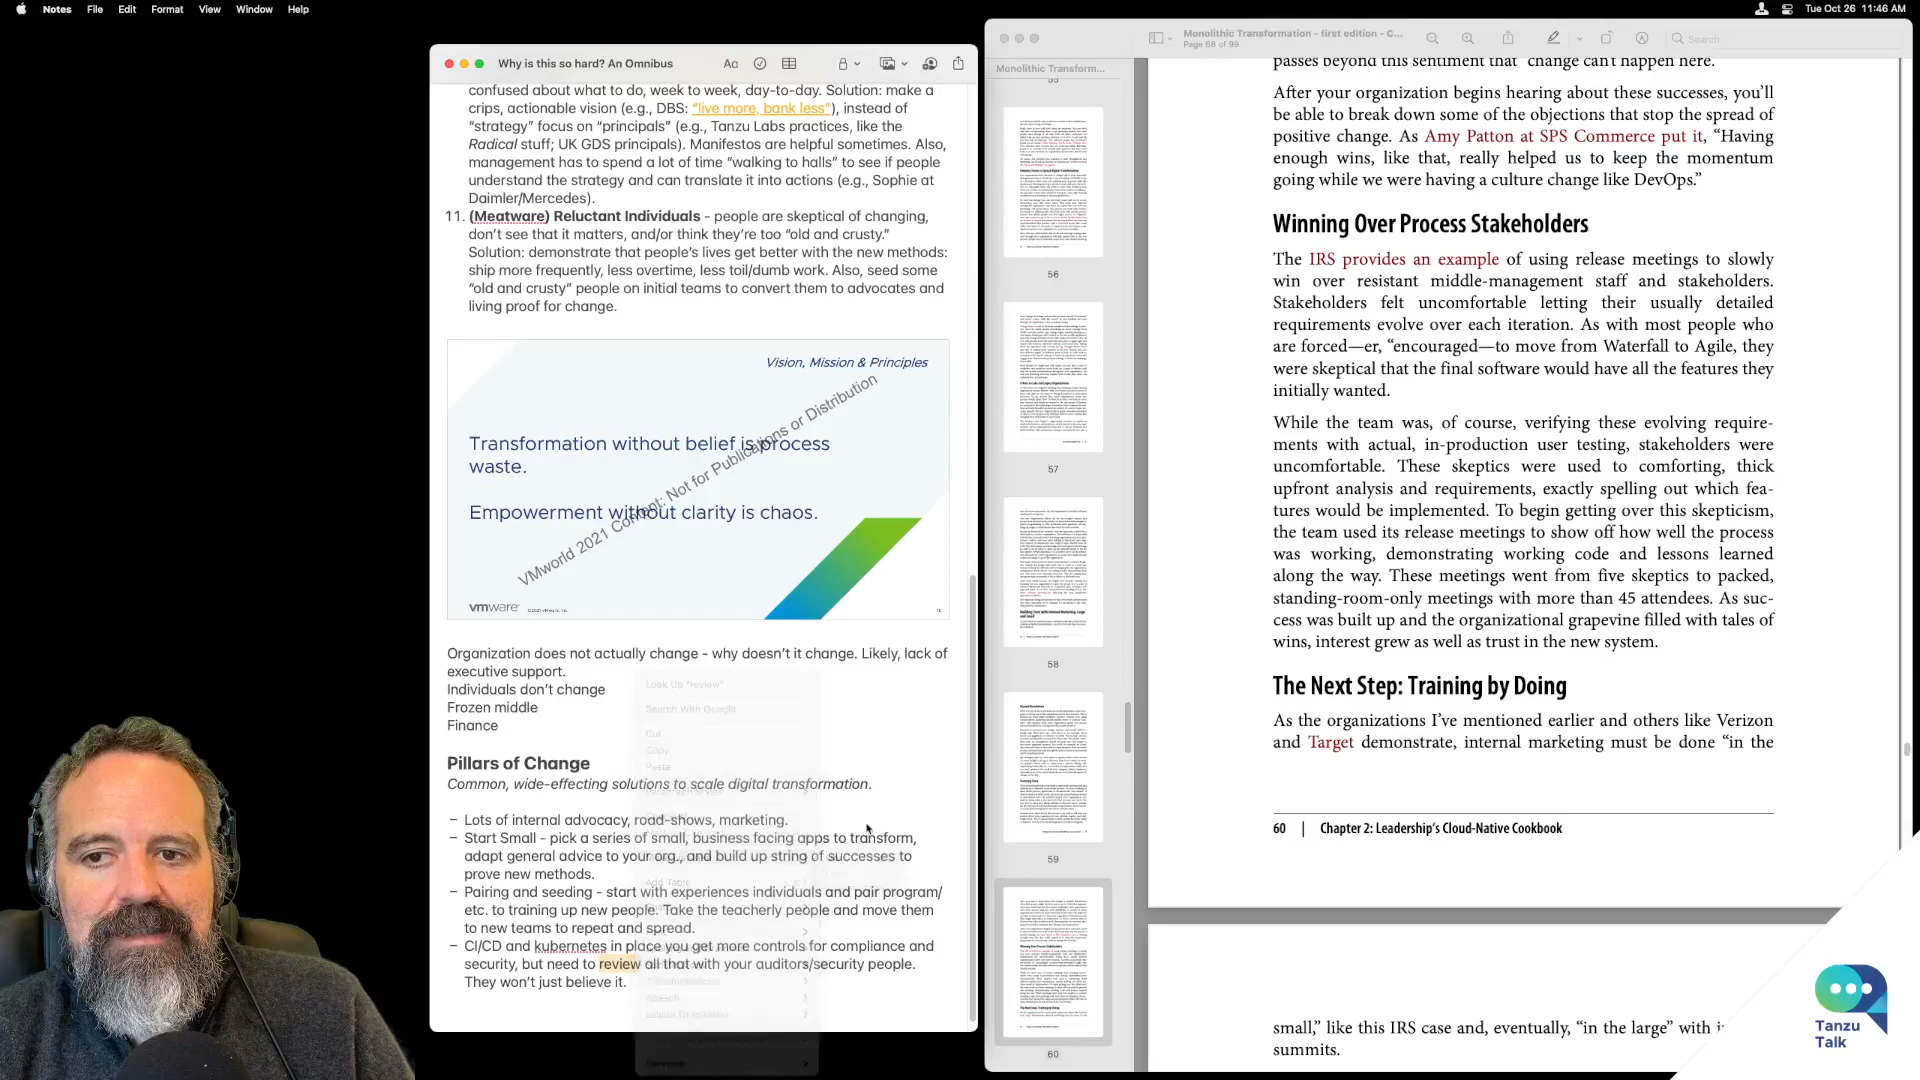 Notes File Edit Format View Window Help
Tue Oct 26 11:46 AM
Why is this so hard? An Omnibus
Aa
confused about what to do, week to week, day-to-day. Solution: make a
crips, actionable vision (e.g., DBS: “live more, bank less”), instead of
“strategy” focus on “principals” (e.g., Tanzu Labs practices, like the
Radical stuff; UK GDS principals). Manifestos are helpful sometimes. Also,
management has to spend a lot of time “walking to halls” to see if people
understand the strategy and can translate it into actions (e.g., Sophie at
Daimler/Mercedes).
11. (Meatware) Reluctant Individuals - people are skeptical of changing,
don’t see that it matters, and/or think they’re too “old and crusty.”
Solution: demonstrate that people’s lives get better with the new methods:
ship more frequently, less overtime, less toil/dumb work. Also, seed some
“old and crusty” people on initial teams to convert them to advocates and
living proof for change.
Vision, Mission & Principles
Transformation without belief is process
waste.
Empowerment without clarity is chaos.
VMworld 2021 Content: Not for Publications or Distribution
vmware
Organization does not actually change - why doesn’t it change. Likely, lack of
executive support.
Individuals don’t change
Frozen middle
Finance
Look Up “review”
Search With Google
Cut
Copy
Paste
Add Table
Pillars of Change
Common, wide-effecting solutions to scale digital transformation.
– Lots of internal advocacy, road-shows, marketing.
– Start Small - pick a series of small, business facing apps to transform,
adapt general advice to your org., and build up string of successes to
prove new methods.
– Pairing and seeding - start with experiences individuals and pair program/
etc. to training up new people. Take the teacherly people and move them
to new teams to repeat and spread.
– CI/CD and kubernetes in place you get more controls for compliance and
security, but need to review all that with your auditors/security people.
They won’t just believe it.
Monolithic Transformation - first edition - C...
Page 68 of 99
Search
Monolithic Transform...
55
56
57
58
59
60
passes beyond this sentiment that “change can’t happen here.”
After your organization begins hearing about these successes, you’ll
be able to break down some of the objections that stop the spread of
positive change. As Amy Patton at SPS Commerce put it, “Having
enough wins, like that, really helped us to keep the momentum
going while we were having a culture change like DevOps.”
Winning Over Process Stakeholders
The IRS provides an example of using release meetings to slowly
win over resistant middle-management staff and stakeholders.
Stakeholders felt uncomfortable letting their usually detailed
requirements evolve over each iteration. As with most people who
are forced—er, “encouraged—to move from Waterfall to Agile, they
were skeptical that the final software would have all the features they
initially wanted.
While the team was, of course, verifying these evolving require-
ments with actual, in-production user testing, stakeholders were
uncomfortable. These skeptics were used to comforting, thick
upfront analysis and requirements, exactly spelling out which fea-
tures would be implemented. To begin getting over this skepticism,
the team used its release meetings to show off how well the process
was working, demonstrating working code and lessons learned
along the way. These meetings went from five skeptics to packed,
standing-room-only meetings with more than 45 attendees. As suc-
cess was built up and the organizational grapevine filled with tales of
wins, interest grew as well as trust in the new system.
The Next Step: Training by Doing
As the organizations I’ve mentioned earlier and others like Verizon
and Target demonstrate, internal marketing must be done “in the
60 | Chapter 2: Leadership’s Cloud-Native Cookbook
small,” like this IRS case and, eventually, “in the large” with
summits.
Tanzu
Talk